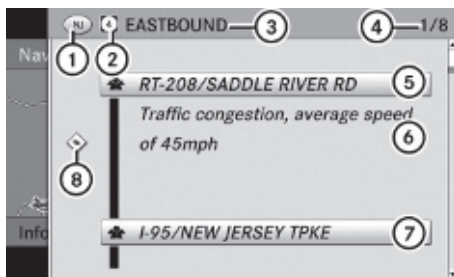 NJ 4 EASTBOUND 3 4 1/8
Nav
1 2
RT-208/SADDLE RIVER RD 5
Traffic congestion, average speed
of 45mph 6
8
Info
I-95/NEW JERSEY TPKE 7